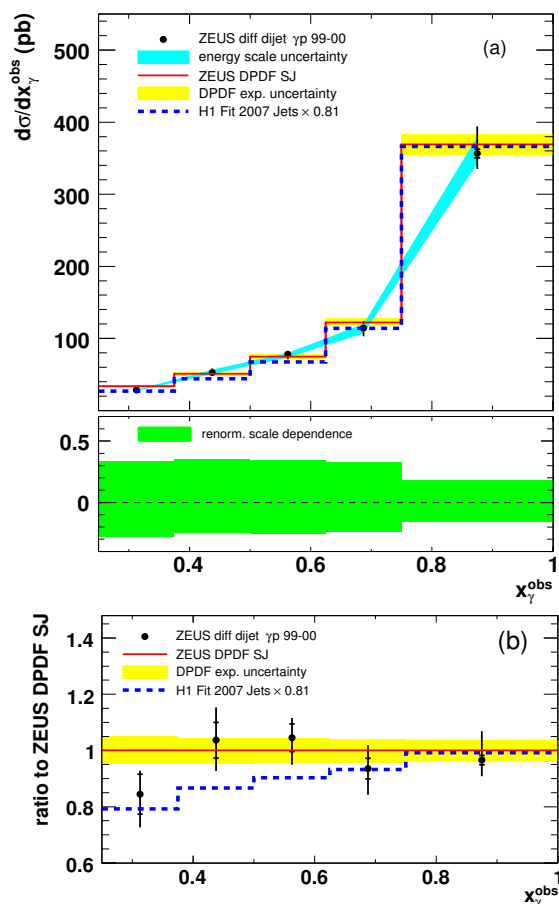 dσ/dx_γ^obs (pb)
500
400
300
200
100
ZEUS diff dijet γp 99-00
energy scale uncertainty
ZEUS DPDF SJ
DPDF exp. uncertainty
H1 Fit 2007 Jets × 0.81
(a)
0.5
0
renorm. scale dependence
0.4 0.6 0.8 1
x_γ^obs
ratio to ZEUS DPDF SJ
1.4
1.2
1
0.8
0.6
ZEUS diff dijet γp 99-00
ZEUS DPDF SJ
DPDF exp. uncertainty
H1 Fit 2007 Jets × 0.81
(b)
0.4 0.6 0.8 1
x_γ^obs